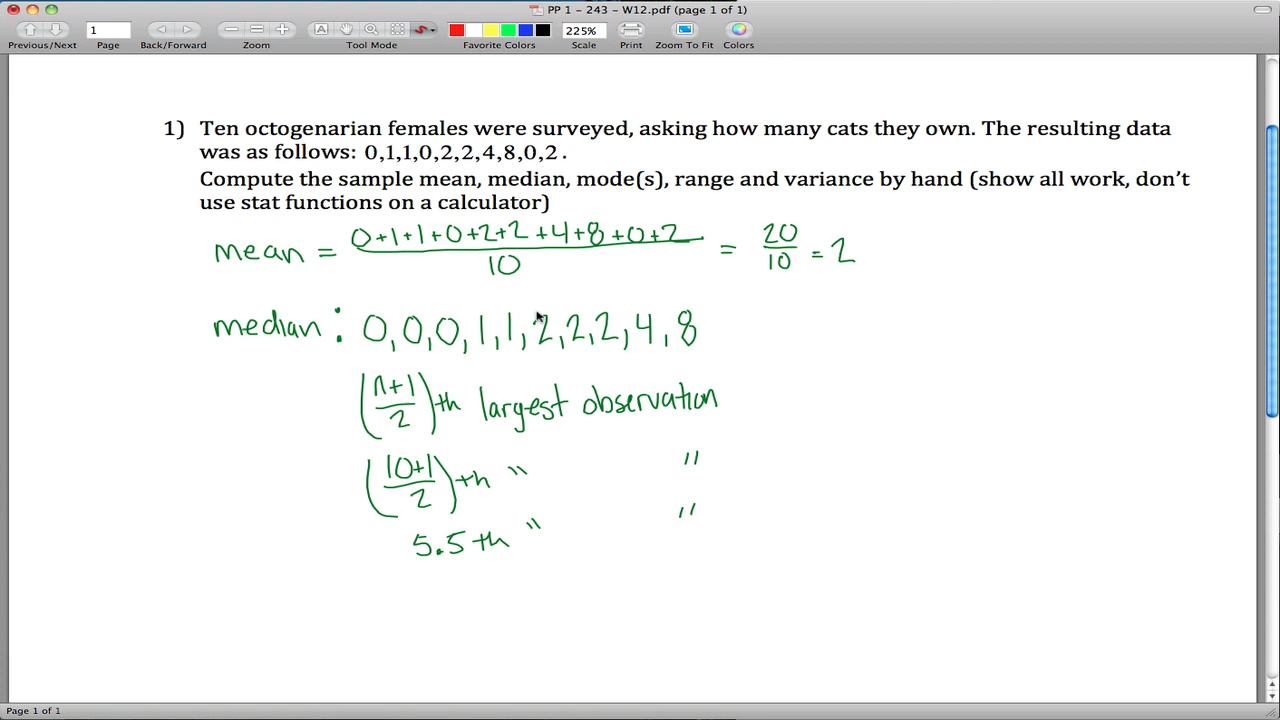 PP 1 – 243 – W12.pdf (page 1 of 1)
1
225%
Previous/Next Page Back/Forward Zoom Tool Mode Favorite Colors Scale Print Zoom To Fit Colors
1) Ten octogenarian females were surveyed, asking how many cats they own. The resulting data
was as follows: 0,1,1,0,2,2,4,8,0,2 .
Compute the sample mean, median, mode(s), range and variance by hand (show all work, don't
use stat functions on a calculator)
mean = 0+1+1+0+2+2+4+8+0+2 / 10 = 20/10 = 2
median : 0, 0, 0, 1, 1, 2, 2, 2, 4, 8
(n+1 / 2)th largest observation
(10+1 / 2)th " "
5.5th " "
Page 1 of 1